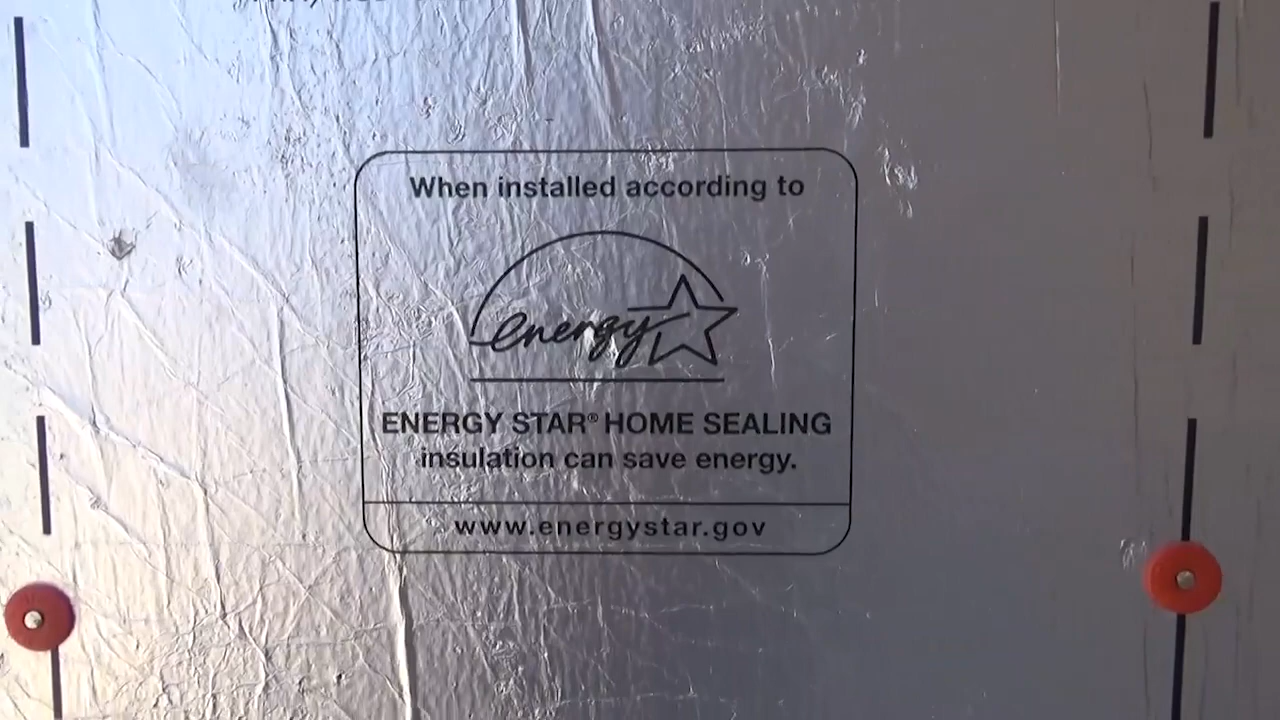 When installed according to
energy
ENERGY STAR® HOME SEALING
insulation can save energy.
www.energystar.gov